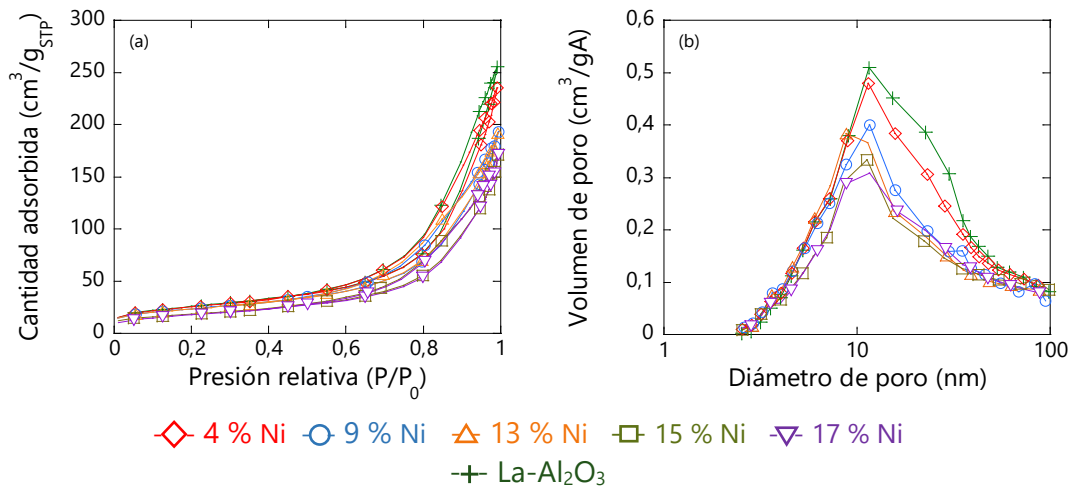 (a)
Cantidad adsorbida (cm³/g_STP)
300
250
200
150
100
50
0
0
0,2
0,4
0,6
0,8
1
Presión relativa (P/P₀)
(b)
Volumen de poro (cm³/gA)
0,6
0,5
0,4
0,3
0,2
0,1
0
1
10
100
Diámetro de poro (nm)
4 % Ni 9 % Ni 13 % Ni 15 % Ni 17 % Ni
La-Al₂O₃